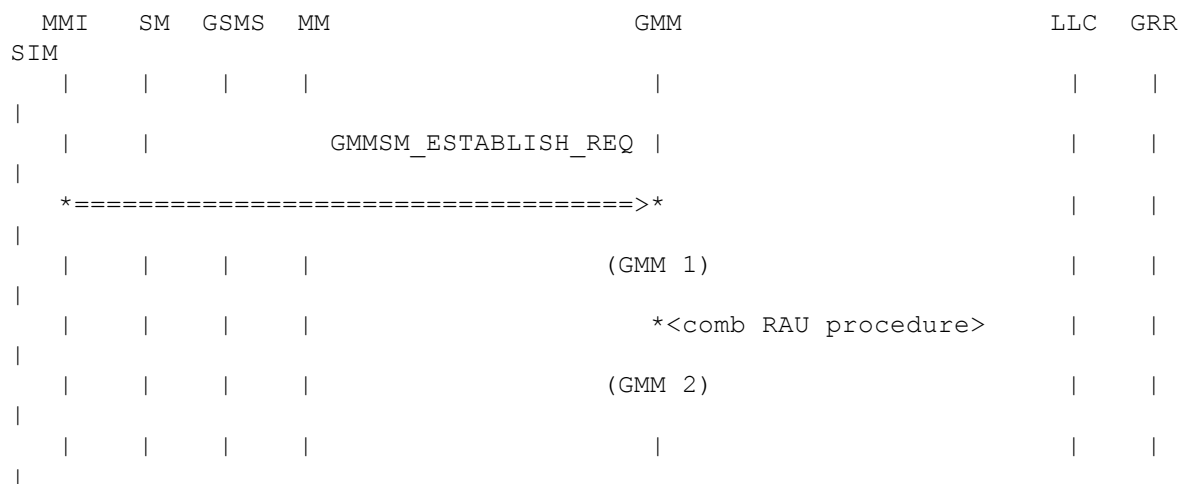 MMI   SM  GSMS  MM                   GMM                         LLC  GRR
SIM
   |    |    |    |                     |                         |    |
|
   |    |           GMMSM_ESTABLISH_REQ |                         |    |
|
   *===================================>*                         |    |
|
   |    |    |    |                  (GMM 1)                      |    |
|
   |    |    |    |                     *<comb RAU procedure>     |    |
|
   |    |    |    |                  (GMM 2)                      |    |
|
   |    |    |    |                     |                         |    |
|